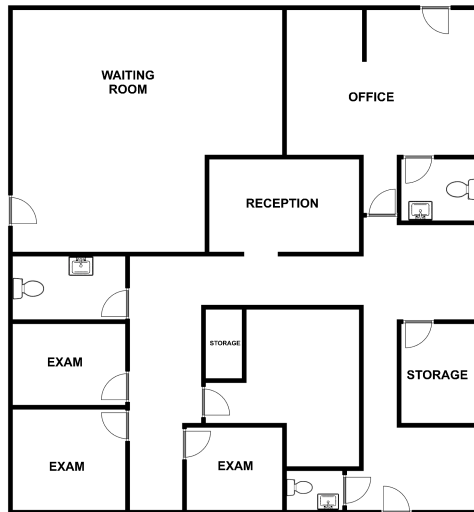 WAITING
ROOM
OFFICE
RECEPTION
STORAGE
EXAM
STORAGE
EXAM
EXAM